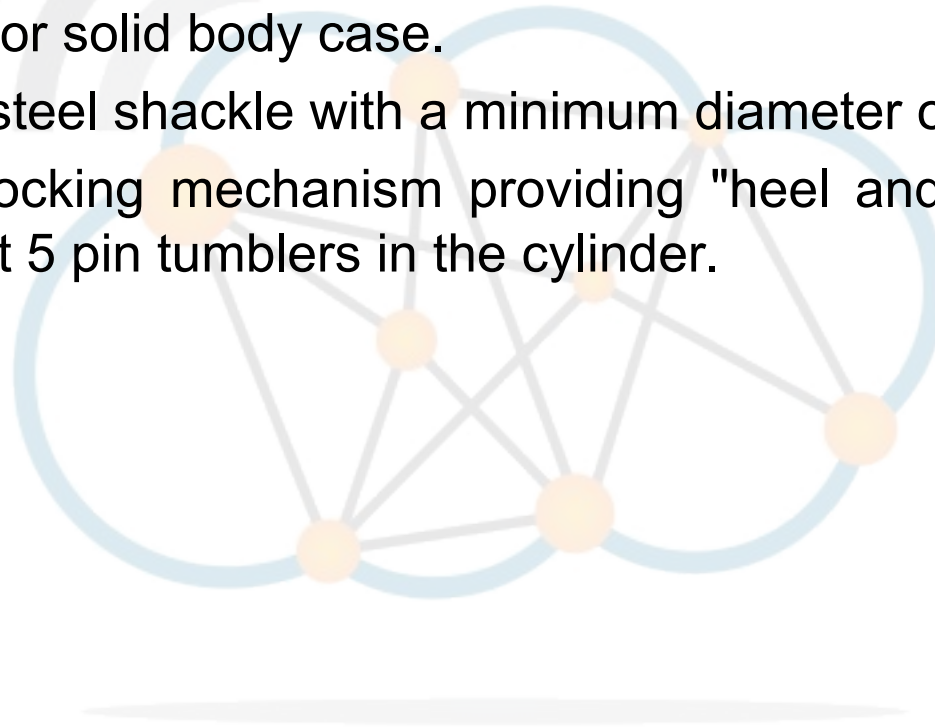 or solid body case.
steel shackle with a minimum diameter
ocking mechanism providing "heel and
t 5 pin tumblers in the cylinder.